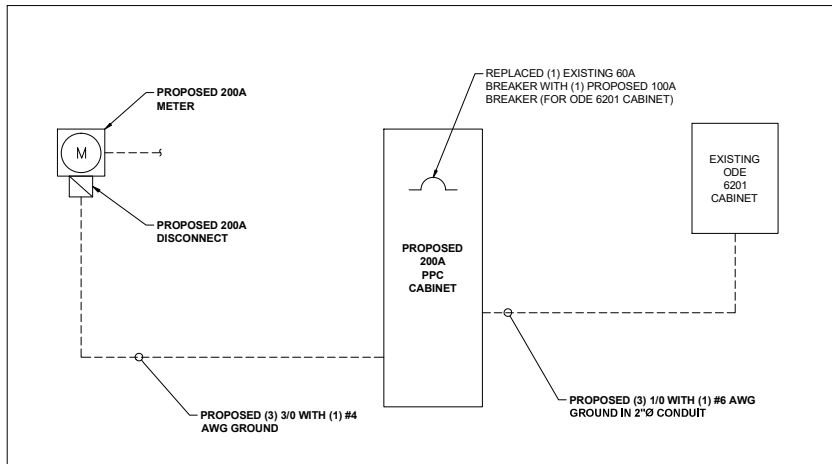 REPLACED (1) EXISTING 60A
BREAKER WITH (1) PROPOSED 100A
BREAKER (FOR ODE 6201 CABINET)
PROPOSED 200A
METER
M
EXISTING
ODE
6201
CABINET
PROPOSED 200A
DISCONNECT
PROPOSED
200A
PPC
CABINET
PROPOSED (3) 3/0 WITH (1) #4
AWG GROUND
PROPOSED (3) 1/0 WITH (1) #6 AWG
GROUND IN 2"Ø CONDUIT